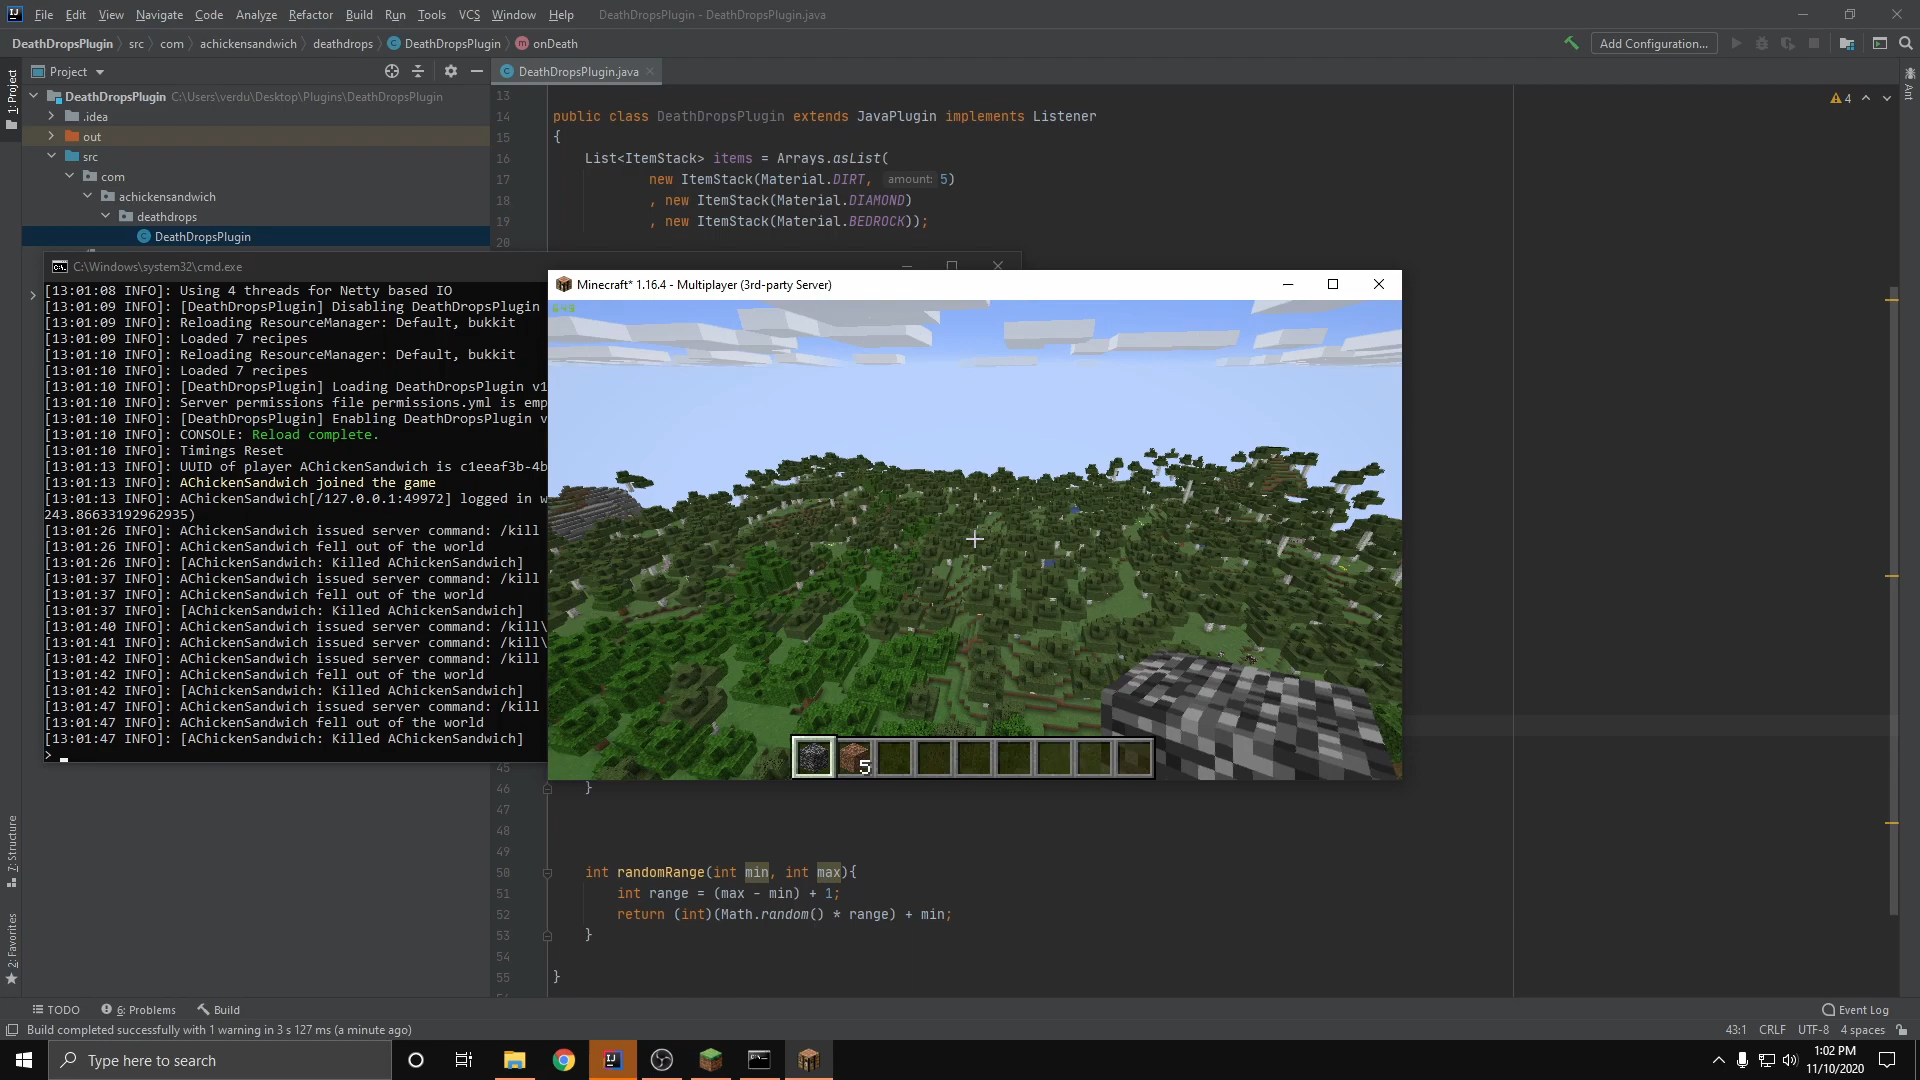 File Edit View Navigate Code Analyze Refactor Build Run Tools VCS Window Help DeathDropsPlugin - DeathDropsPlugin.java
DeathDropsPlugin src com achickensandwich deathdrops DeathDropsPlugin onDeath Add Configuration...
Project DeathDropsPlugin.java
1: Project
Ant
DeathDropsPlugin C:\Users\verdu\Desktop\Plugins\DeathDropsPlugin
.idea
out
src
com
achickensandwich
deathdrops
DeathDropsPlugin
4
13
14 public class DeathDropsPlugin extends JavaPlugin implements Listener
15 {
16 List<ItemStack> items = Arrays.asList(
17 new ItemStack(Material.DIRT, amount: 5)
18 , new ItemStack(Material.DIAMOND)
19 , new ItemStack(Material.BEDROCK));
20
C:\Windows\system32\cmd.exe
[13:01:08 INFO]: Using 4 threads for Netty based IO
[13:01:09 INFO]: [DeathDropsPlugin] Disabling DeathDropsPlugin
[13:01:09 INFO]: Reloading ResourceManager: Default, bukkit
[13:01:09 INFO]: Loaded 7 recipes
[13:01:10 INFO]: Reloading ResourceManager: Default, bukkit
[13:01:10 INFO]: Loaded 7 recipes
[13:01:10 INFO]: [DeathDropsPlugin] Loading DeathDropsPlugin v1
[13:01:10 INFO]: Server permissions file permissions.yml is emp
[13:01:10 INFO]: [DeathDropsPlugin] Enabling DeathDropsPlugin v
[13:01:10 INFO]: CONSOLE: Reload complete.
[13:01:10 INFO]: Timings Reset
[13:01:13 INFO]: UUID of player AChickenSandwich is c1eeaf3b-4b
[13:01:13 INFO]: AChickenSandwich joined the game
[13:01:13 INFO]: AChickenSandwich[/127.0.0.1:49972] logged in w
243.86633192962935)
[13:01:26 INFO]: AChickenSandwich issued server command: /kill
[13:01:26 INFO]: AChickenSandwich fell out of the world
[13:01:26 INFO]: [AChickenSandwich: Killed AChickenSandwich]
[13:01:37 INFO]: AChickenSandwich issued server command: /kill
[13:01:37 INFO]: AChickenSandwich fell out of the world
[13:01:37 INFO]: [AChickenSandwich: Killed AChickenSandwich]
[13:01:40 INFO]: AChickenSandwich issued server command: /kill\
[13:01:41 INFO]: AChickenSandwich issued server command: /kill\
[13:01:42 INFO]: AChickenSandwich issued server command: /kill
[13:01:42 INFO]: AChickenSandwich fell out of the world
[13:01:42 INFO]: [AChickenSandwich: Killed AChickenSandwich]
[13:01:47 INFO]: AChickenSandwich issued server command: /kill
[13:01:47 INFO]: AChickenSandwich fell out of the world
[13:01:47 INFO]: [AChickenSandwich: Killed AChickenSandwich]
>
Minecraft* 1.16.4 - Multiplayer (3rd-party Server)
5
45
46 }
47
48
49
50 int randomRange(int min, int max){
51 int range = (max - min) + 1;
52 return (int)(Math.random() * range) + min;
53 }
54
55 }
7: Structure
2: Favorites
TODO 6: Problems Build Event Log
Build completed successfully with 1 warning in 3 s 127 ms (a minute ago) 43:1 CRLF UTF-8 4 spaces
Type here to search
1:02 PM
11/10/2020